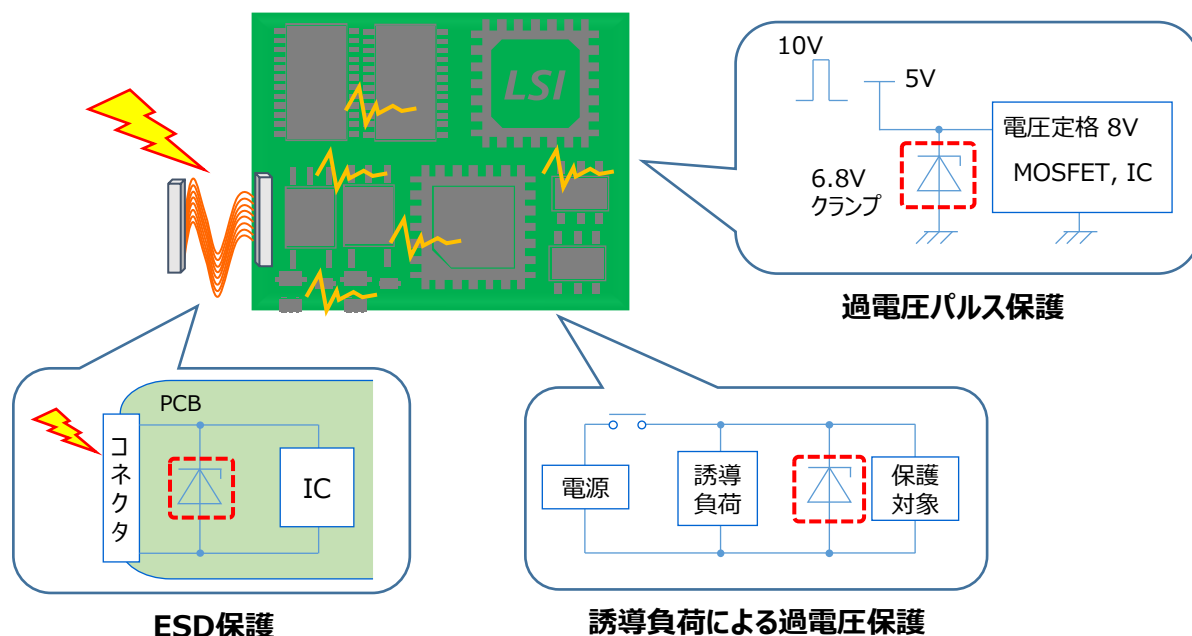 LSI
10V
5V
電圧定格 8V
MOSFET, IC
6.8V
クランプ
過電圧パルス保護
PCB
コネクタ
IC
ESD保護
電源
誘導
負荷
保護
対象
誘導負荷による過電圧保護